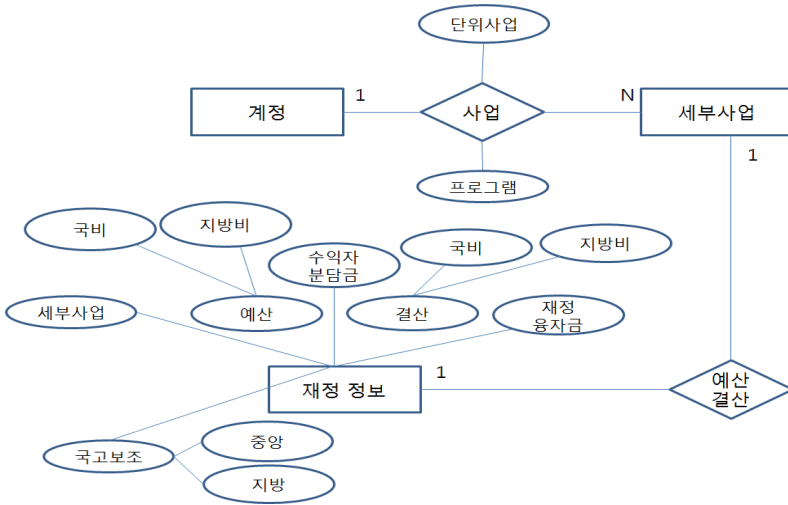 단위사업
계정
1
사업
N
세부사업
1
프로그램
국비
지방비
수익자
분담금
국비
지방비
세부사업
예산
결산
재정
융자금
재정 정보
1
예산
결산
국고보조
중앙
지방